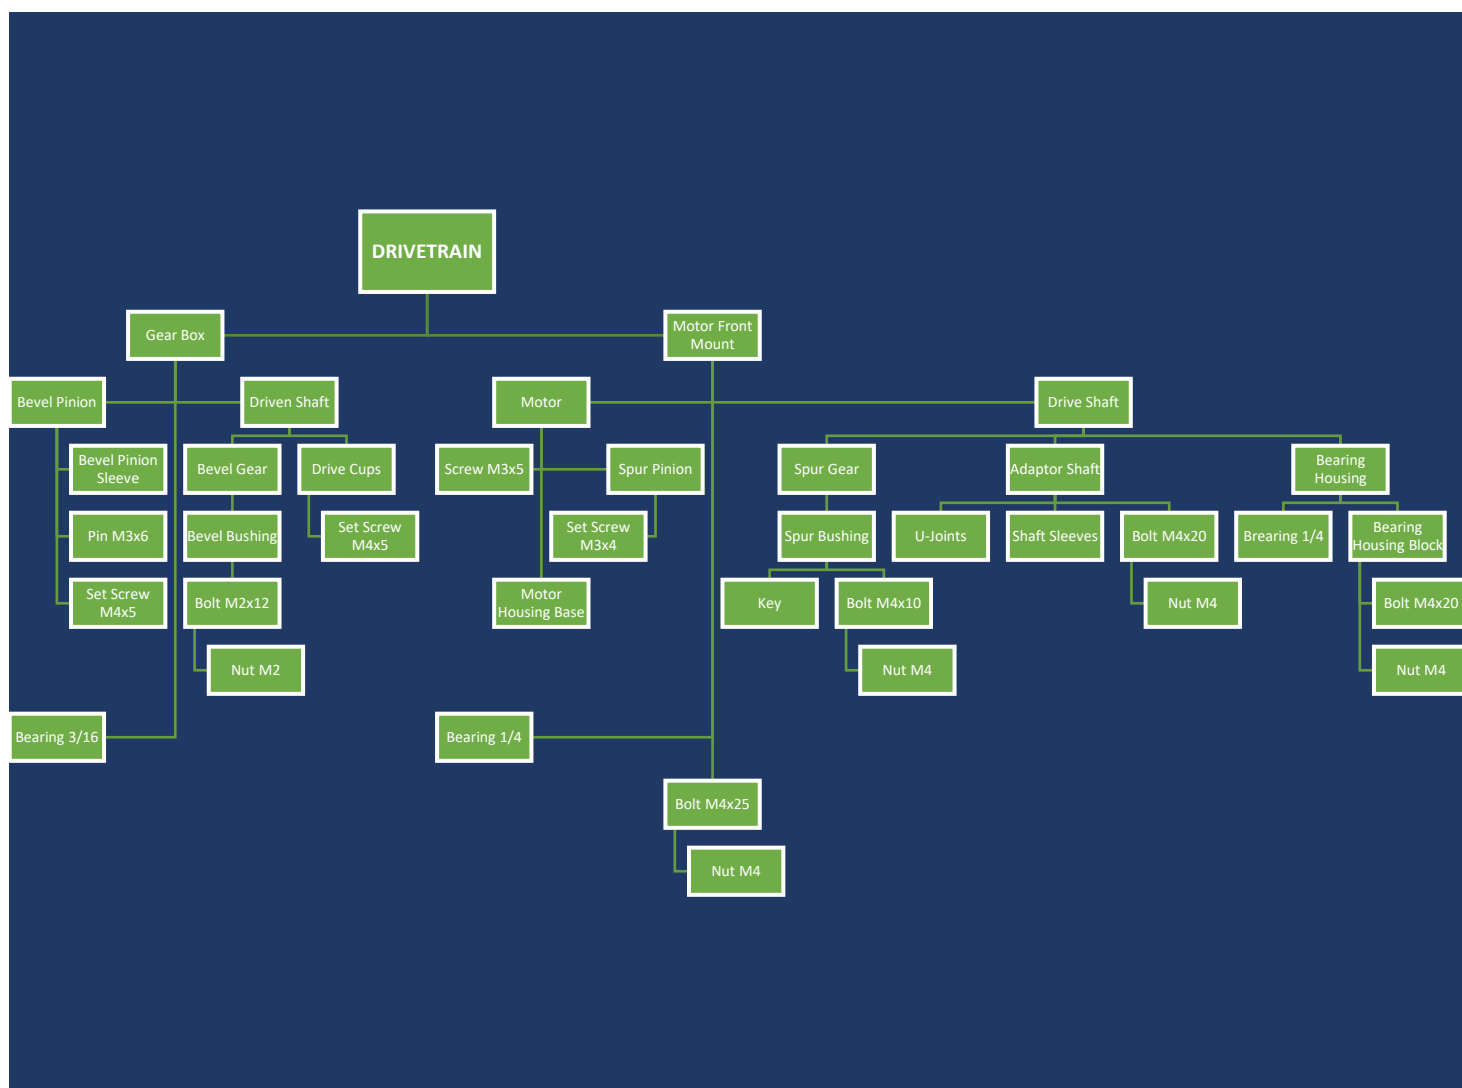 DRIVETRAIN
Gear Box
Motor Front
Mount
Bevel Pinion
Driven Shaft
Motor
Drive Shaft
Bevel Pinion
Sleeve
Bevel Gear
Drive Cups
Screw M3x5
Spur Pinion
Spur Gear
Adaptor Shaft
Bearing
Housing
Pin M3x6
Bevel Bushing
Set Screw
M4x5
Set Screw
M3x4
Spur Bushing
U-Joints
Shaft Sleeves
Bolt M4x20
Brearing 1/4
Bearing
Housing Block
Set Screw
M4x5
Bolt M2x12
Motor
Housing Base
Key
Bolt M4x10
Nut M4
Bolt M4x20
Nut M2
Nut M4
Nut M4
Bearing 3/16
Bearing 1/4
Bolt M4x25
Nut M4